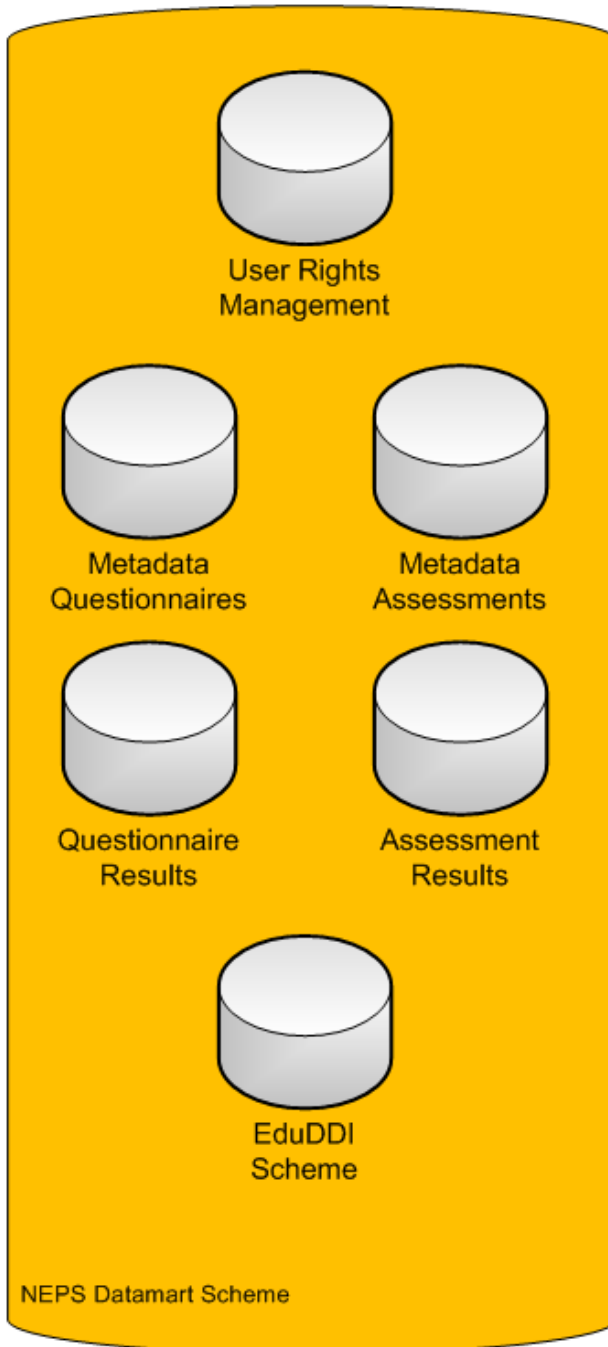 User Rights
Management
Metadata
Questionnaires
Metadata
Assessments
Questionnaire
Results
Assessment
Results
EduDDI
Scheme
NEPS Datamart Scheme